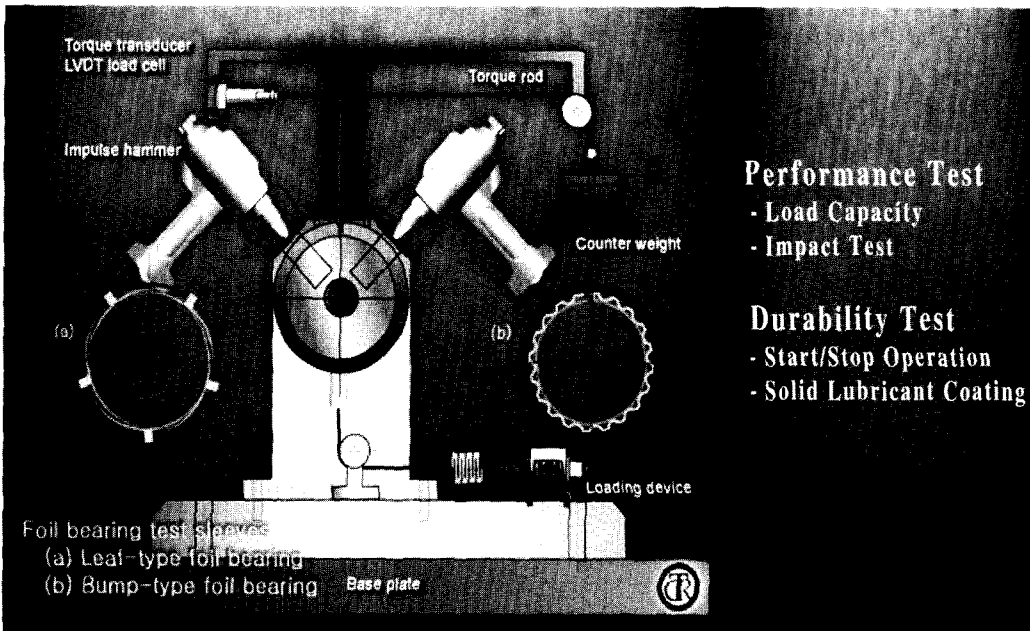 Torque transducer
LVDT load cell
Torque rod
Impulse hammer
Counter weight
(a)
(b)
Loading device
Foil bearing test sleeves
(a) Leaf-type foil bearing
(b) Bump-type foil bearing
Base plate
Performance Test
- Load Capacity
- Impact Test
Durability Test
- Start/Stop Operation
- Solid Lubricant Coating